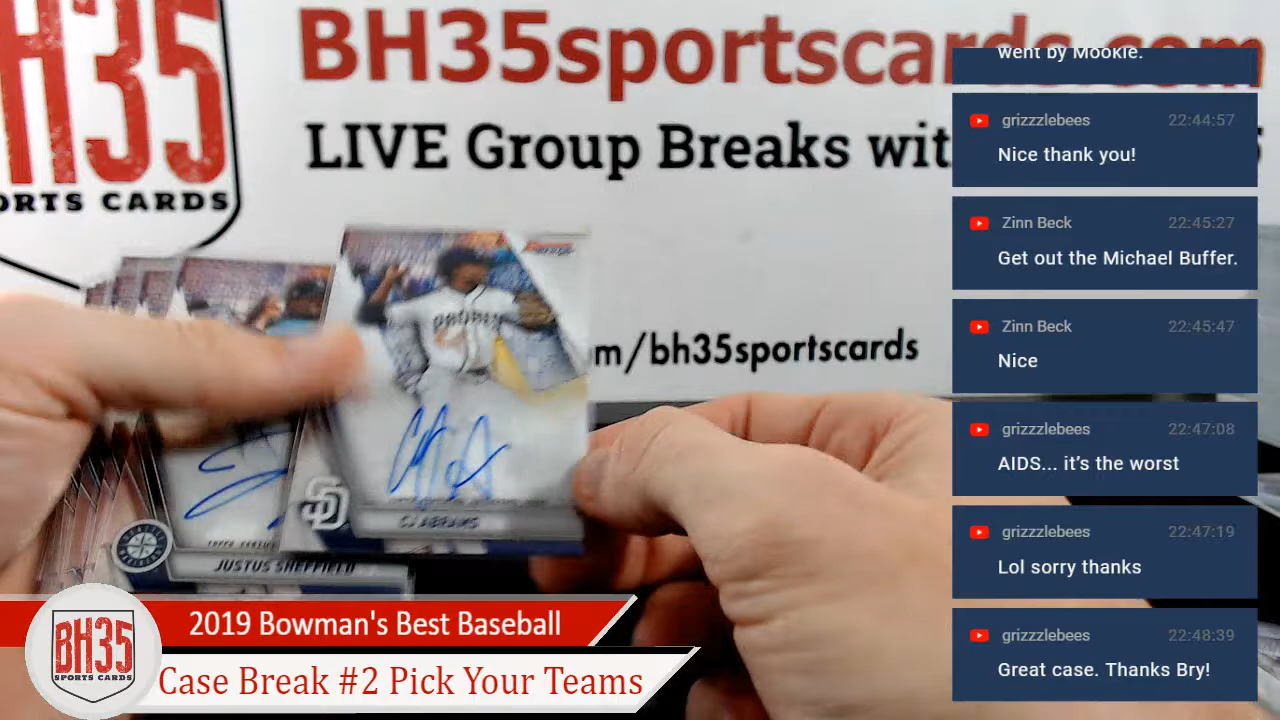 BH35sportscards.com
LIVE Group Breaks wit
BH35
ORTS CARDS
m/bh35sportscards
PADRES
SD
CJ ABRAMS
JUSTUS SHEFFIELD
BH35
SPORTS CARDS
2019 Bowman's Best Baseball
Case Break #2 Pick Your Teams
went by Mookie.
grizzzlebees 22:44:57
Nice thank you!
Zinn Beck 22:45:27
Get out the Michael Buffer.
Zinn Beck 22:45:47
Nice
grizzzlebees 22:47:08
AIDS... it’s the worst
grizzzlebees 22:47:19
Lol sorry thanks
grizzzlebees 22:48:39
Great case. Thanks Bry!